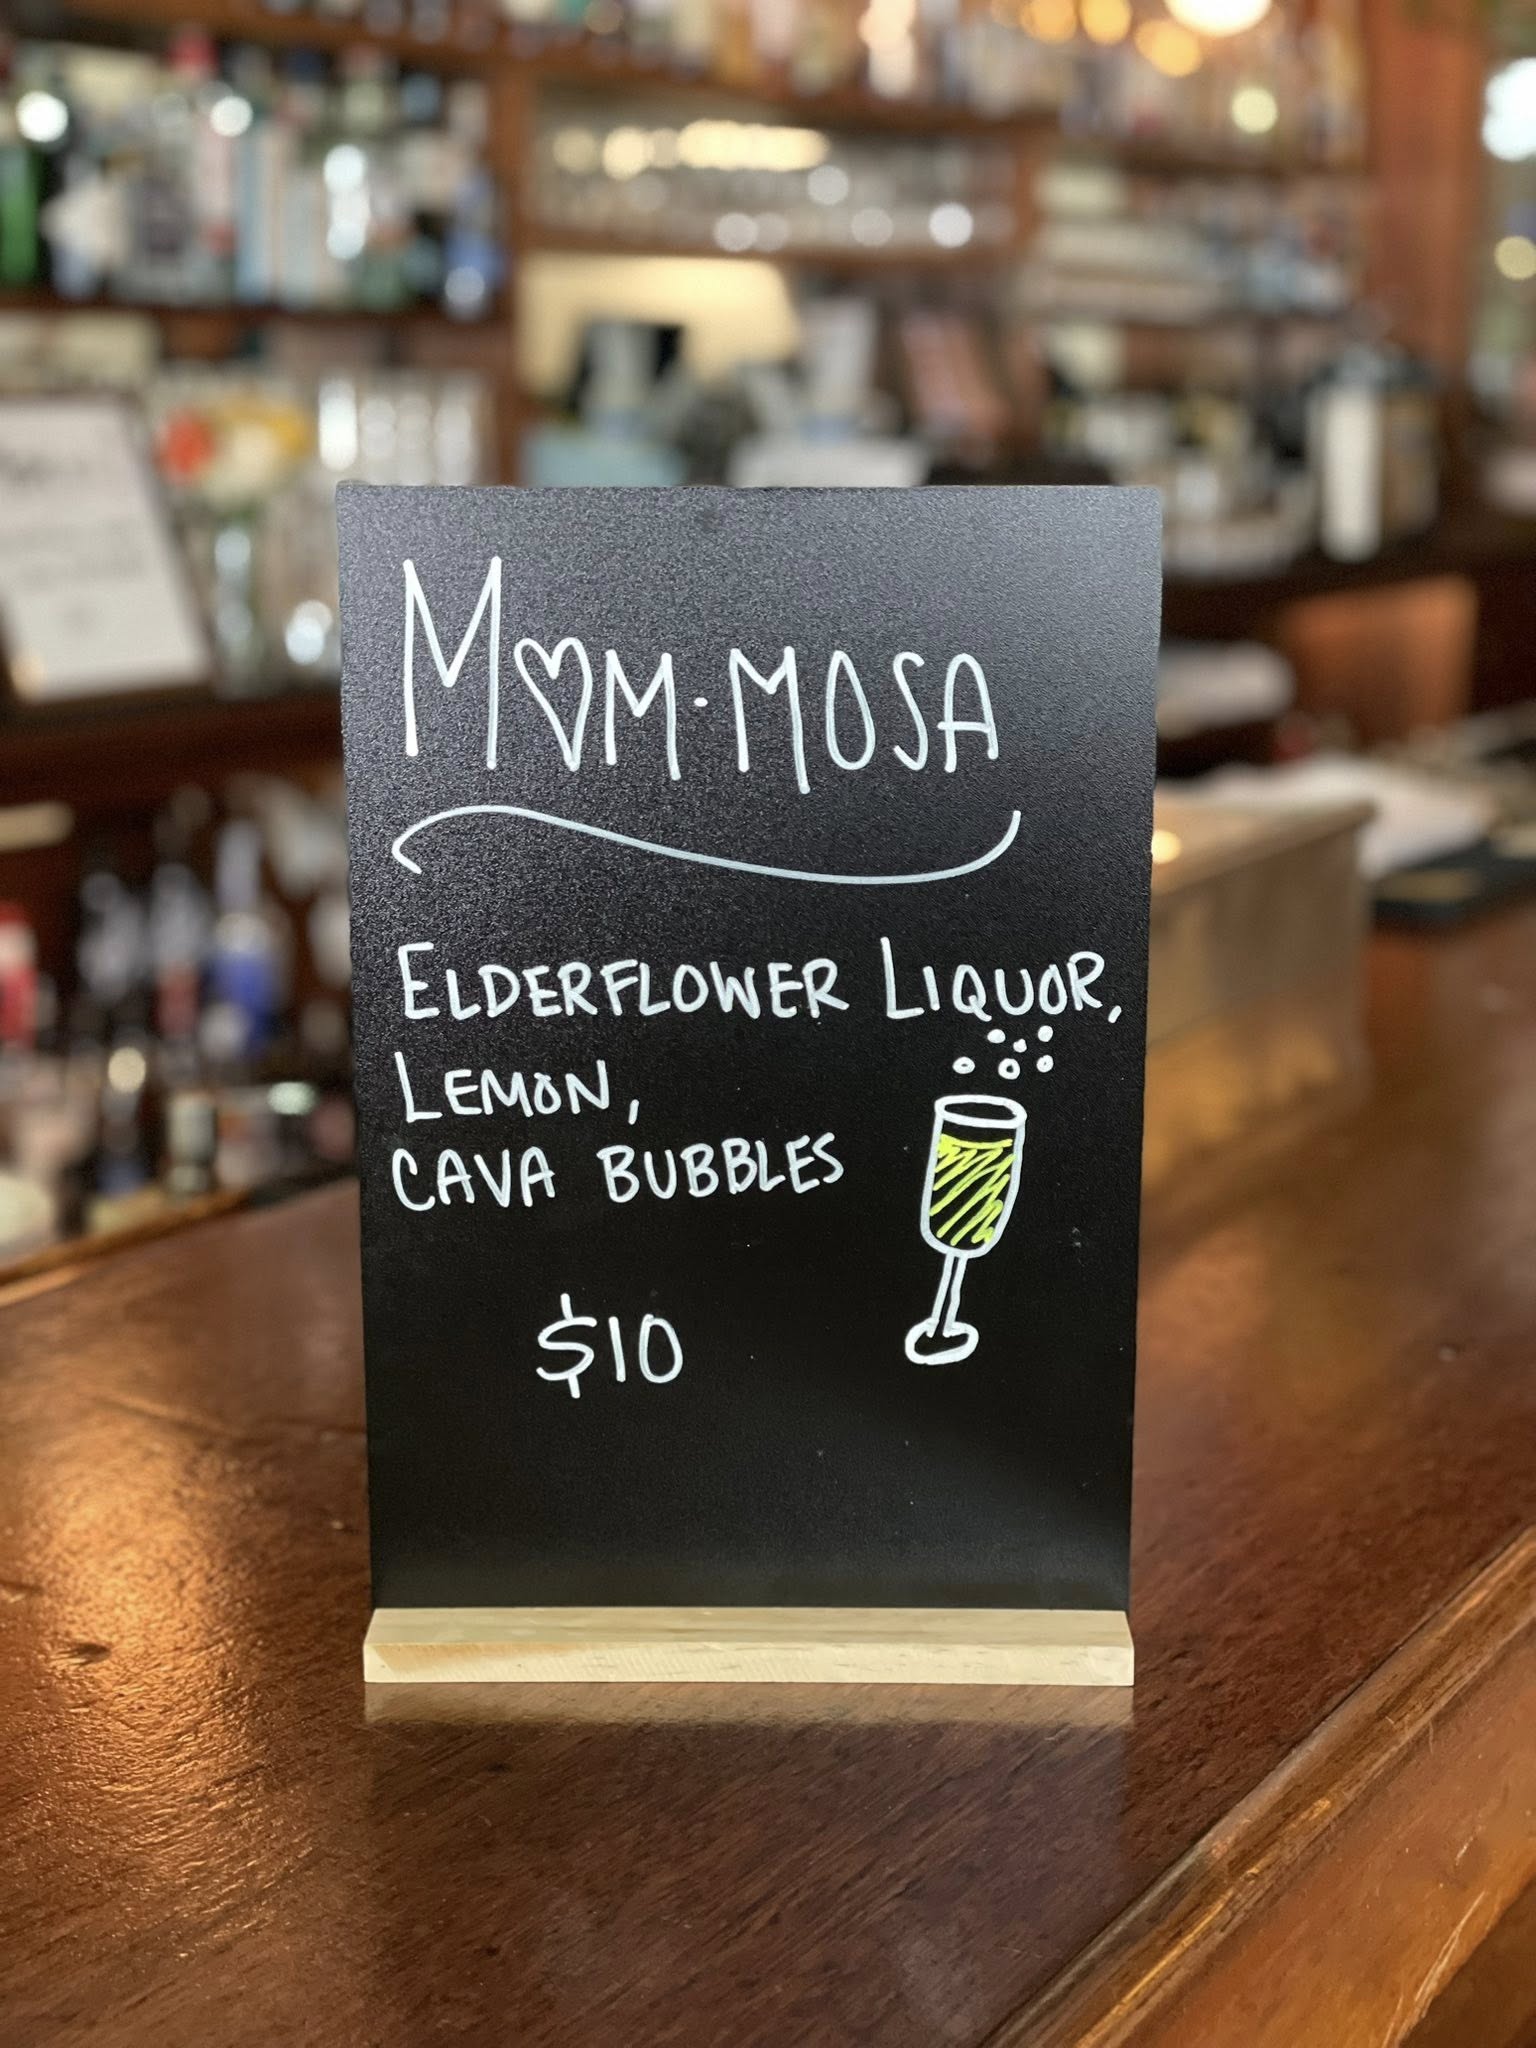 M♡M·MOSA
ELDERFLOWER LIQUOR,
LEMON,
CAVA BUBBLES
$10